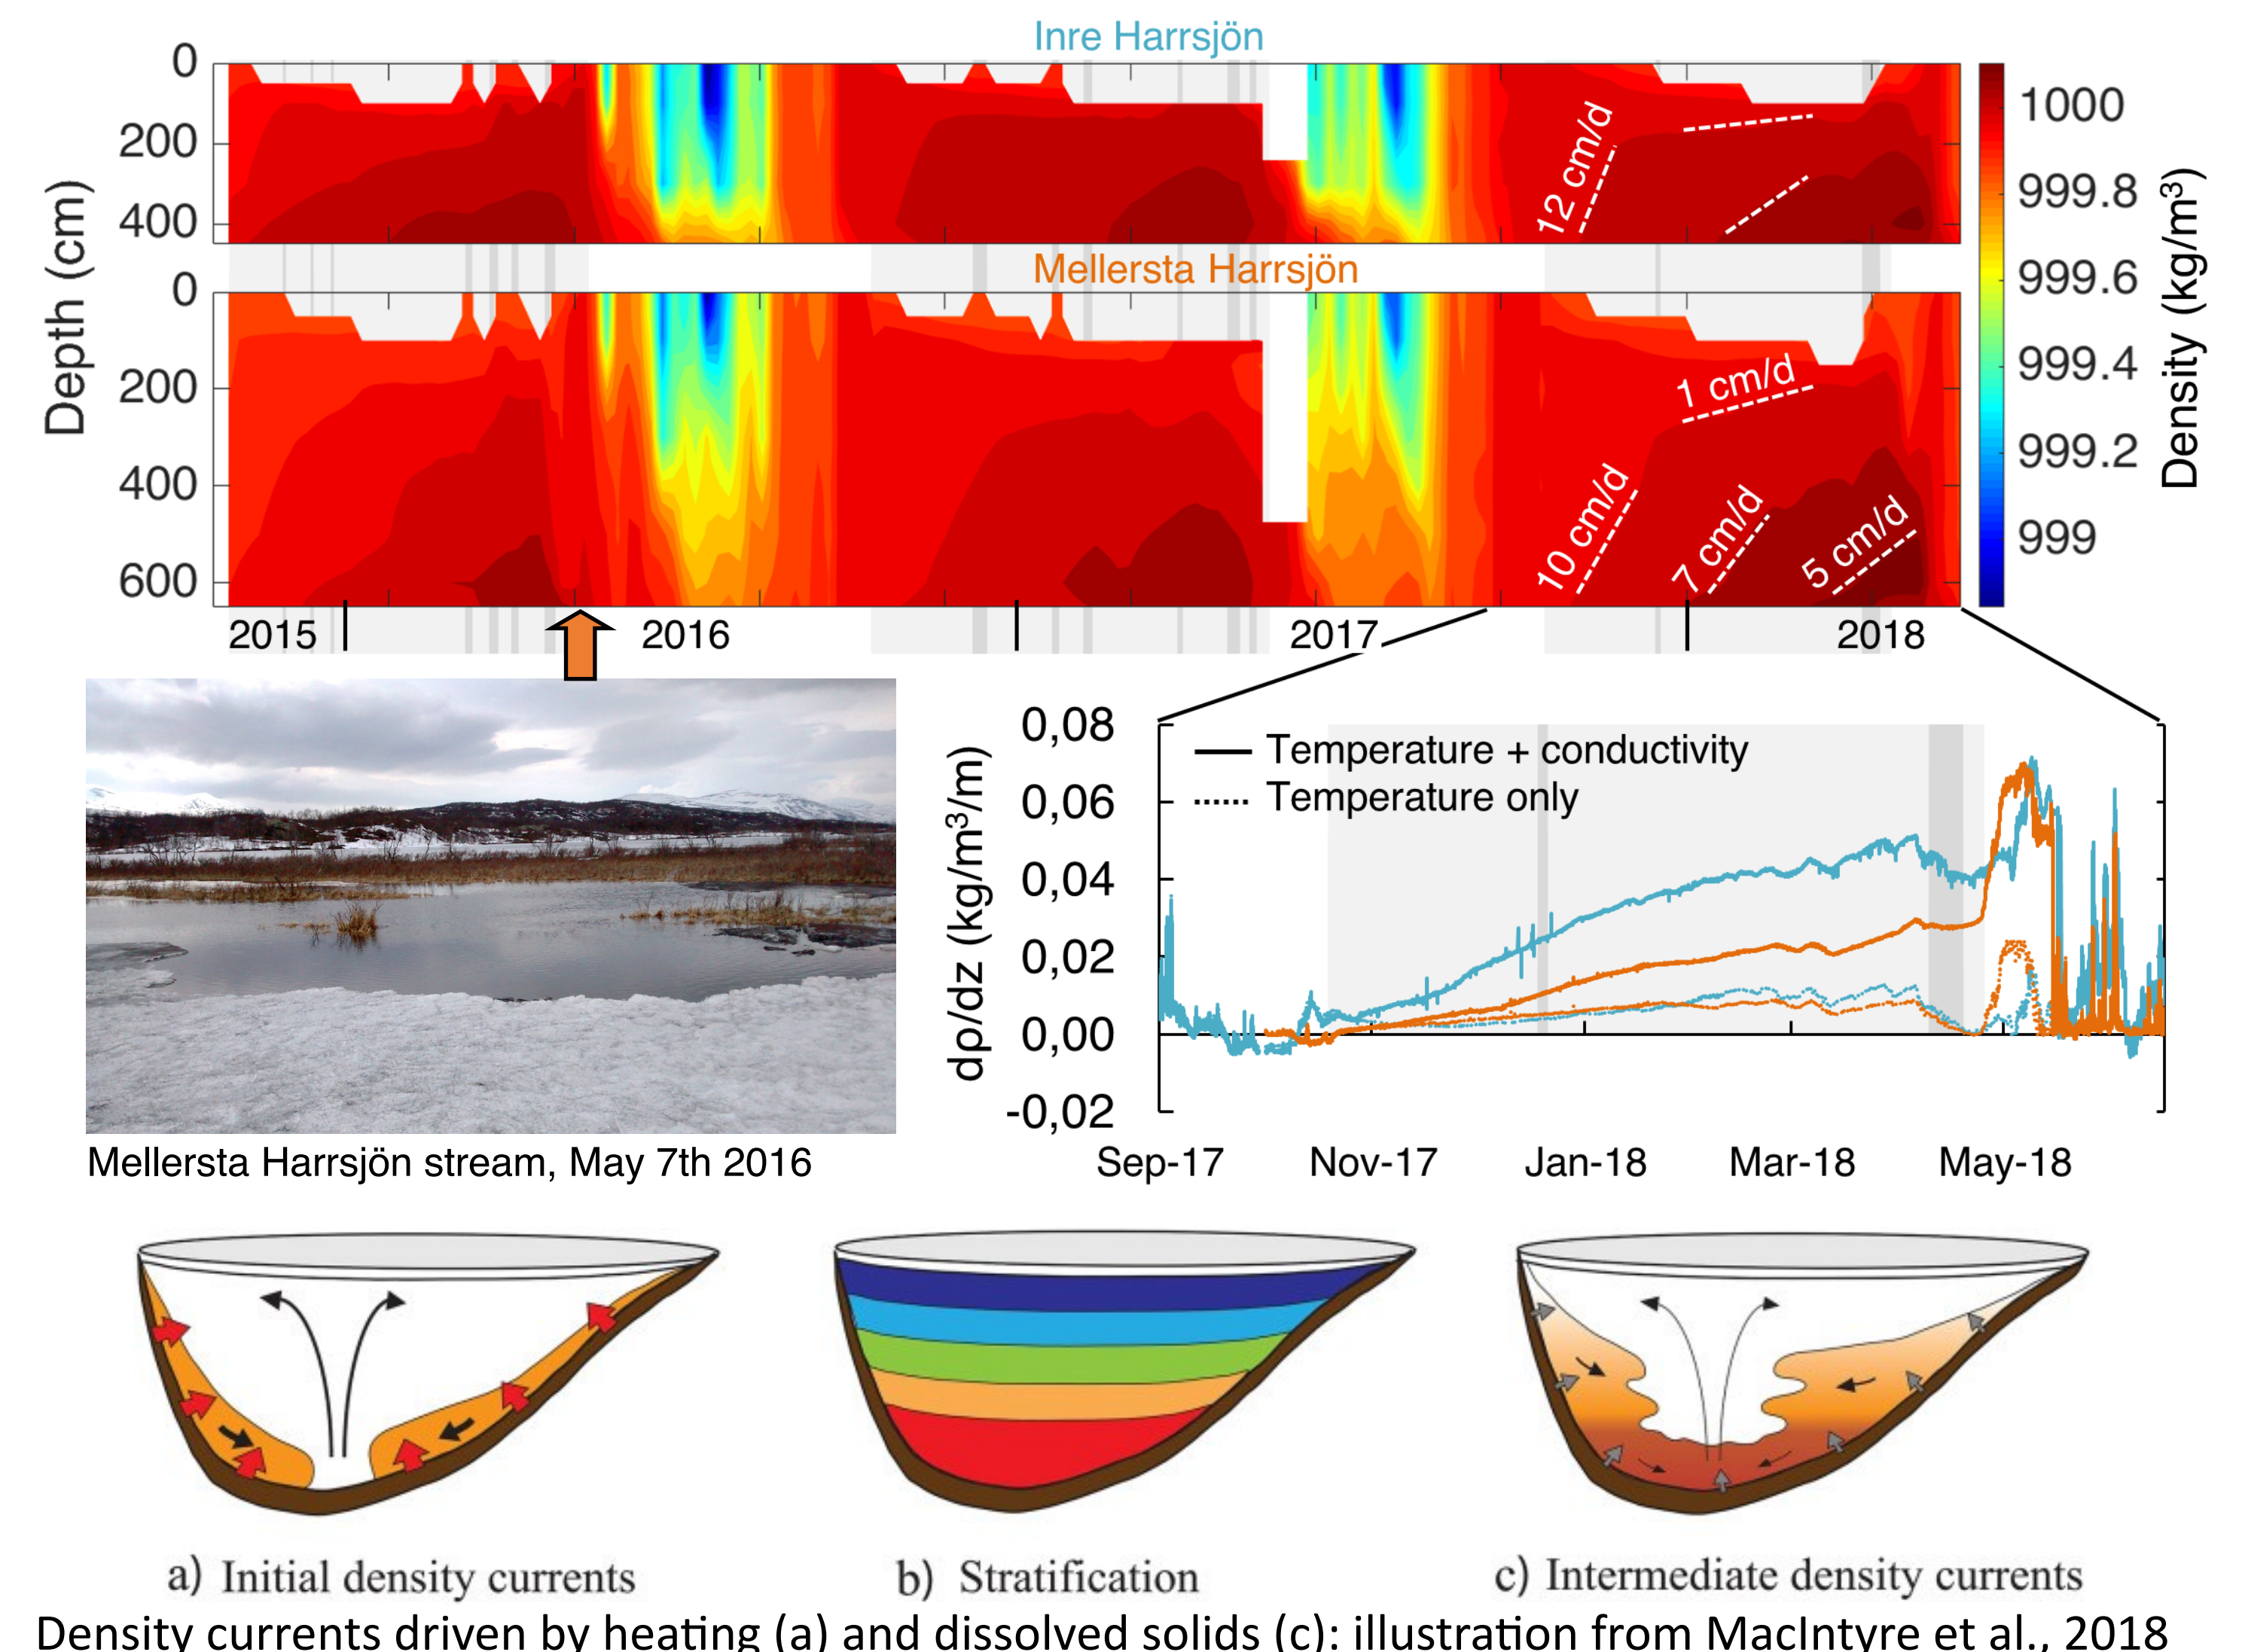 Inre Harrsjön
0
200
400
12 cm/d
Mellersta Harrsjön
0
200
400
600
1 cm/d
10 cm/d
7 cm/d
5 cm/d
Depth (cm)
1000
999.8
999.6
999.4
999.2
999
Density (kg/m³)
2015
2016
2017
2018
Mellersta Harrsjön stream, May 7th 2016
0,08
0,06
0,04
0,02
0,00
-0,02
dρ/dz (kg/m³/m)
Temperature + conductivity
Temperature only
Sep-17
Nov-17
Jan-18
Mar-18
May-18
a) Initial density currents
b) Stratification
c) Intermediate density currents
Density currents driven by heating (a) and dissolved solids (c): illustration from MacIntyre et al., 2018